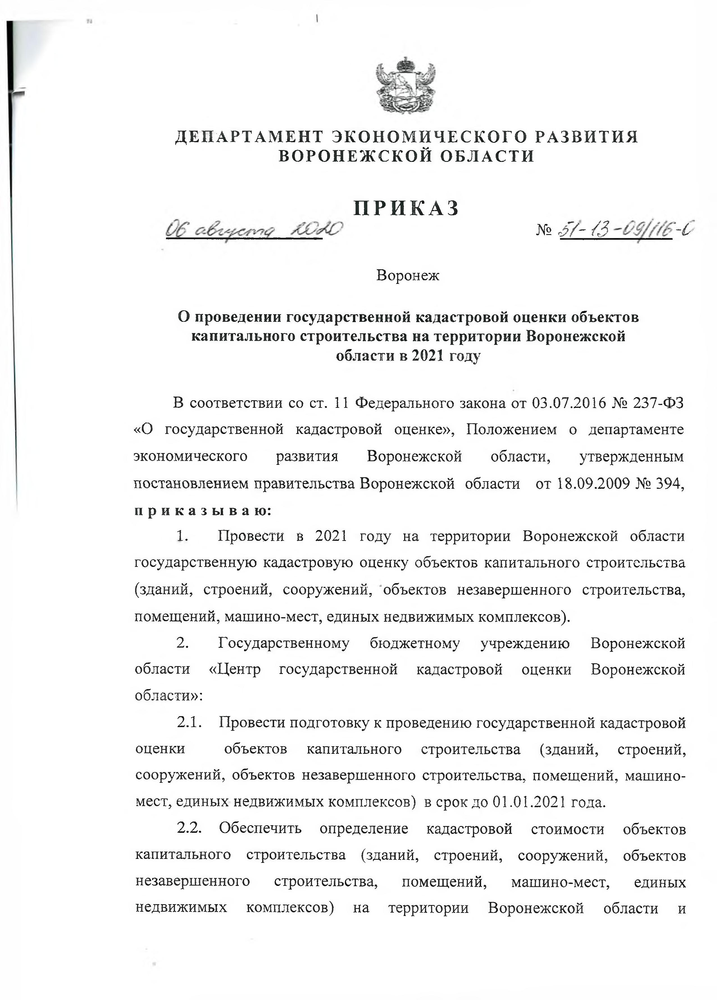 ДЕПАРТАМЕНТ ЭКОНОМИЧЕСКОГО РАЗВИТИЯ
ВОРОНЕЖСКОЙ ОБЛАСТИ
ПРИКАЗ
06 августа 2020 № 51-13-09/116-О
Воронеж
О проведении государственной кадастровой оценки объектов
капитального строительства на территории Воронежской
области в 2021 году
В соответствии со ст. 11 Федерального закона от 03.07.2016 № 237-ФЗ
«О государственной кадастровой оценке», Положением о департаменте
экономического развития Воронежской области, утвержденным
постановлением правительства Воронежской области от 18.09.2009 № 394,
п р и к а з ы в а ю:
1. Провести в 2021 году на территории Воронежской области
государственную кадастровую оценку объектов капитального строительства
(зданий, строений, сооружений, объектов незавершенного строительства,
помещений, машино-мест, единых недвижимых комплексов).
2. Государственному бюджетному учреждению Воронежской
области «Центр государственной кадастровой оценки Воронежской
области»:
2.1. Провести подготовку к проведению государственной кадастровой
оценки объектов капитального строительства (зданий, строений,
сооружений, объектов незавершенного строительства, помещений, машино-
мест, единых недвижимых комплексов) в срок до 01.01.2021 года.
2.2. Обеспечить определение кадастровой стоимости объектов
капитального строительства (зданий, строений, сооружений, объектов
незавершенного строительства, помещений, машино-мест, единых
недвижимых комплексов) на территории Воронежской области и